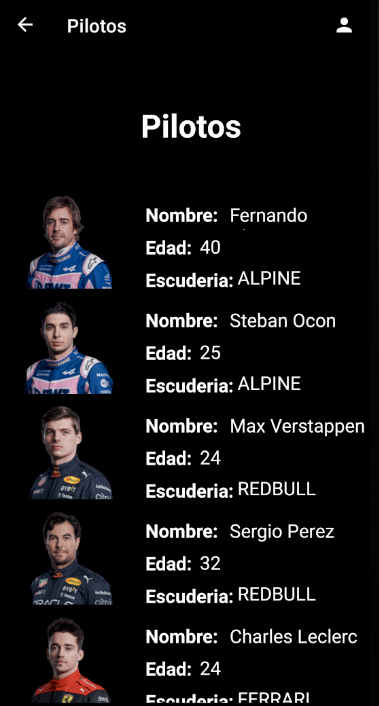 Pilotos
Pilotos
Nombre: Fernando
Edad: 40
Escuderia: ALPINE
Nombre: Steban Ocon
Edad: 25
Escuderia: ALPINE
Nombre: Max Verstappen
Edad: 24
Escuderia: REDBULL
Nombre: Sergio Perez
Edad: 32
Escuderia: REDBULL
Nombre: Charles Leclerc
Edad: 24
Escuderia: FERRARI